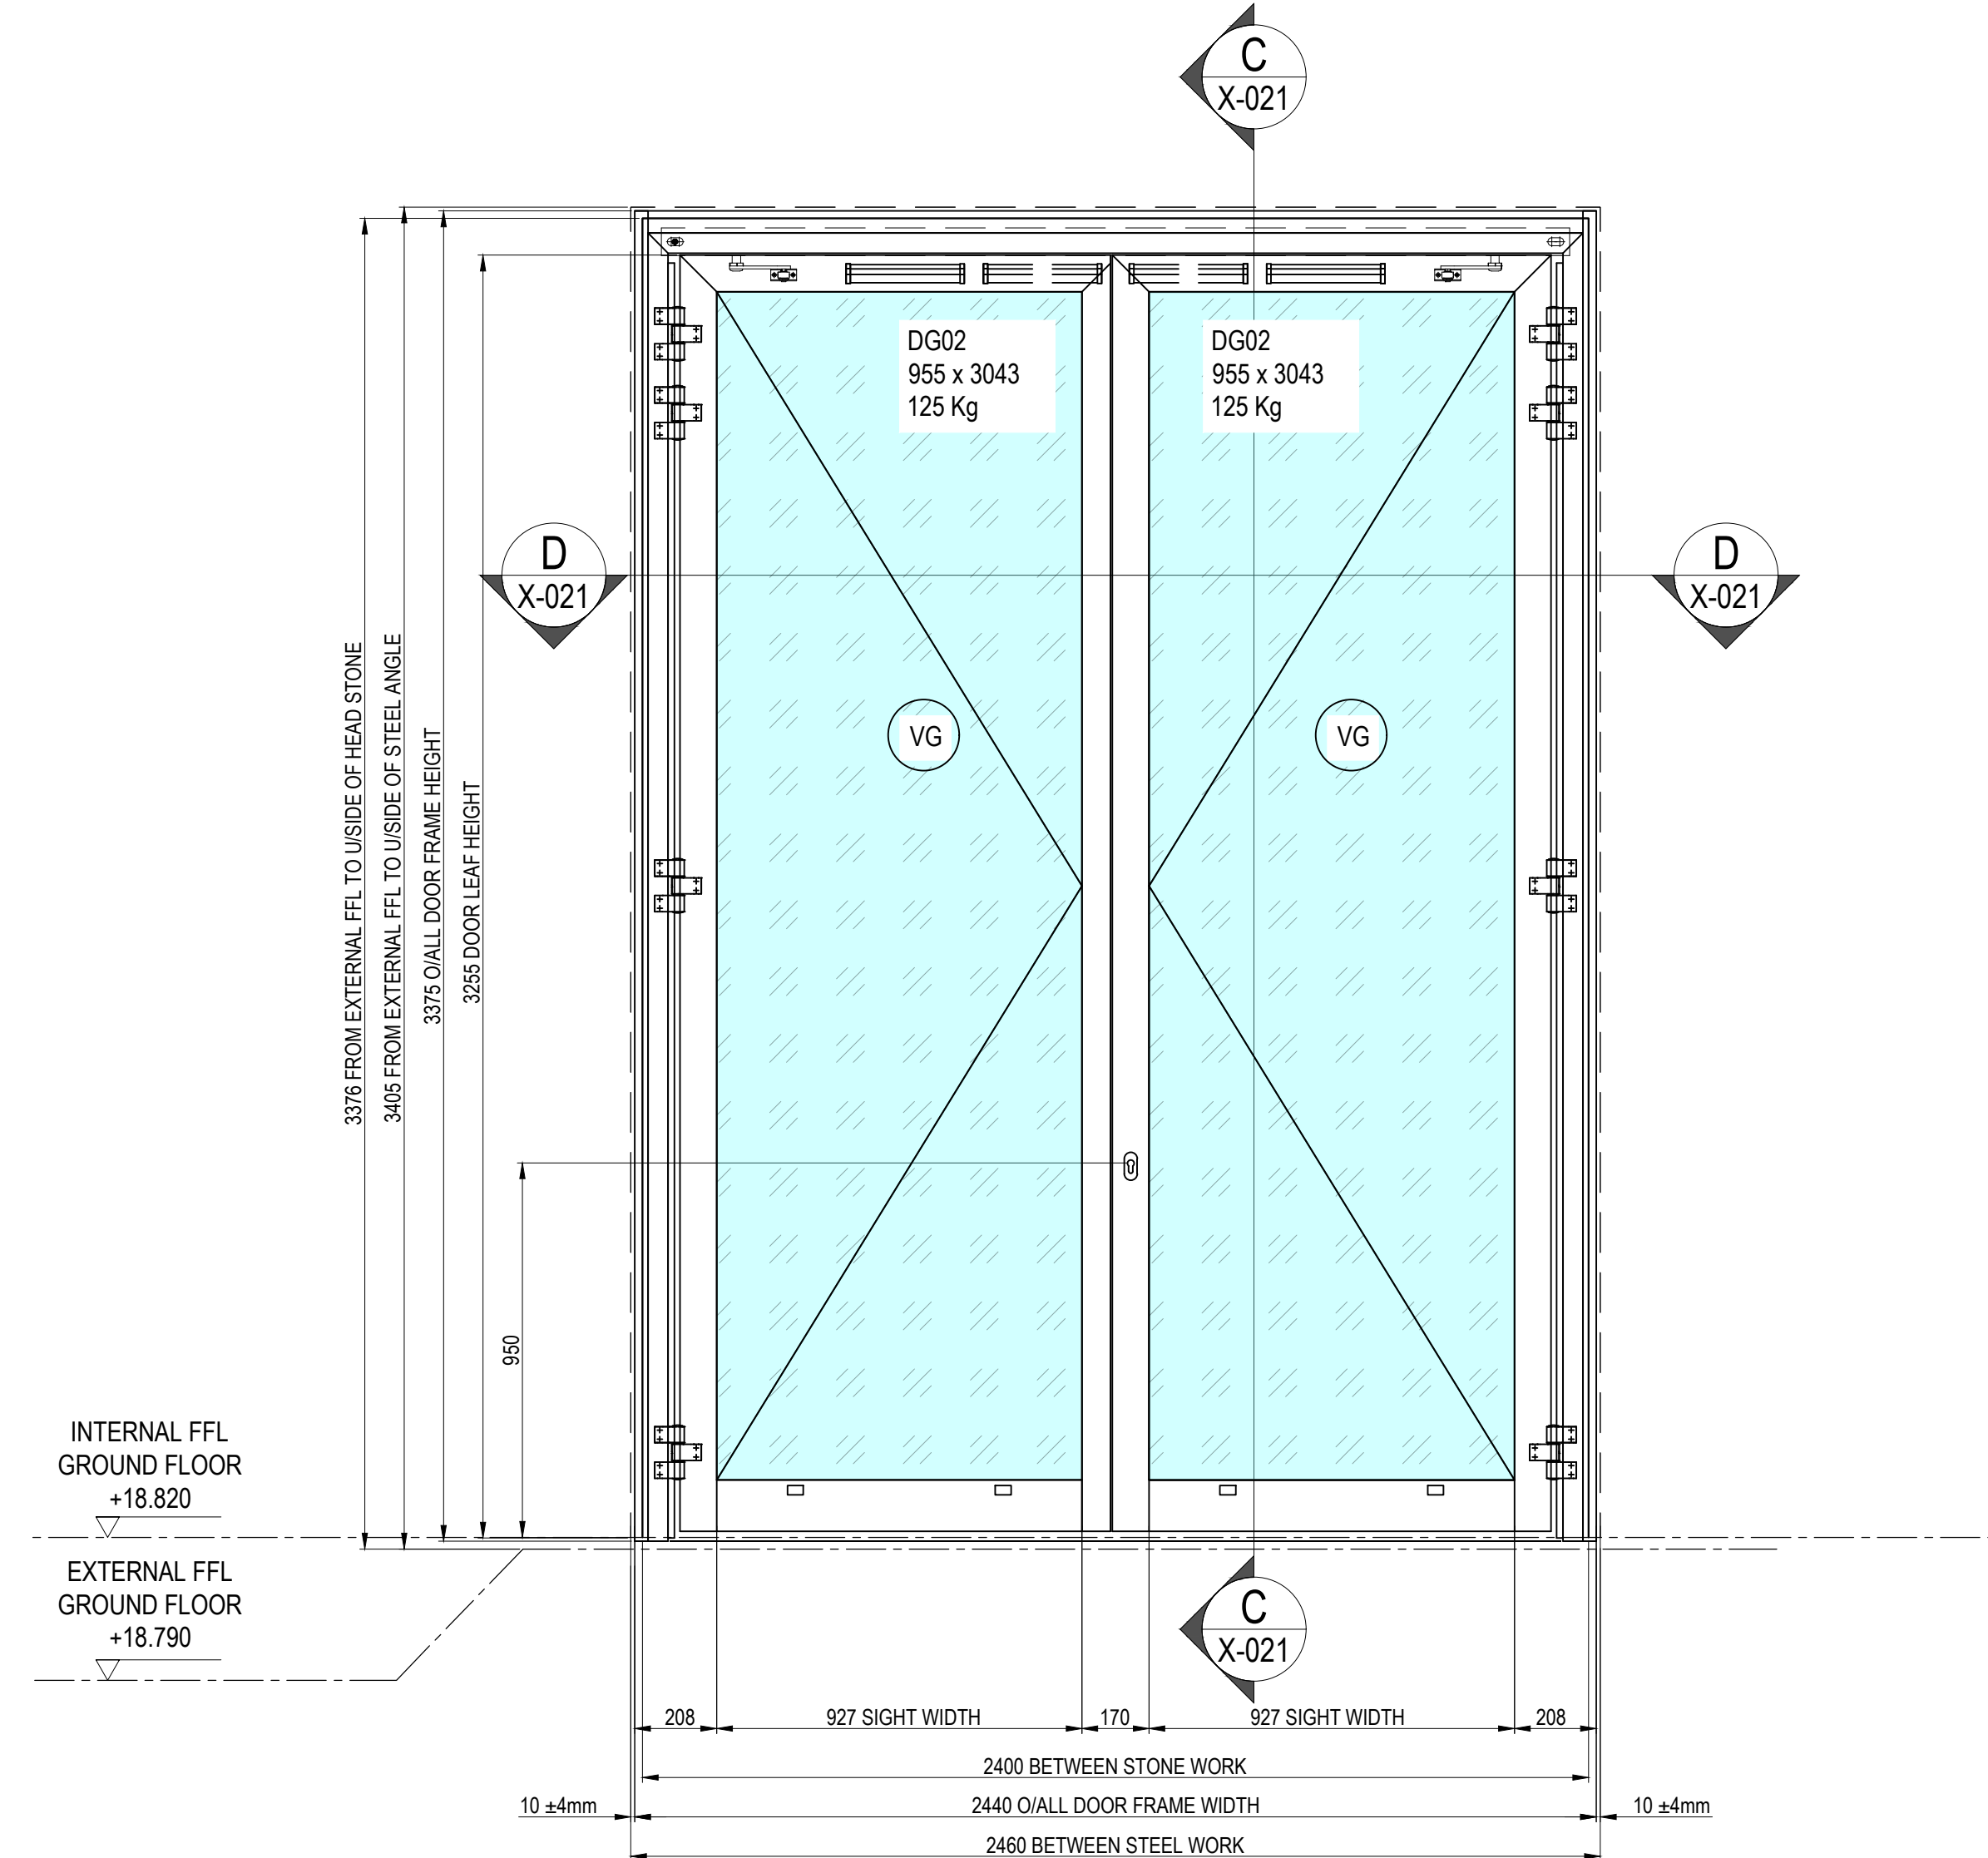 C
X-021
DG02
955 x 3043
125 Kg
DG02
955 x 3043
125 Kg
D
X-021
D
X-021
VG
VG
3376 FROM EXTERNAL FFL TO U/SIDE OF HEAD STONE
3405 FROM EXTERNAL FFL TO U/SIDE OF STEEL ANGLE
3375 O/ALL DOOR FRAME HEIGHT
3255 DOOR LEAF HEIGHT
950
INTERNAL FFL
GROUND FLOOR
+18.820
EXTERNAL FFL
GROUND FLOOR
+18.790
C
X-021
208
927 SIGHT WIDTH
170
927 SIGHT WIDTH
208
2400 BETWEEN STONE WORK
10 ±4mm
2440 O/ALL DOOR FRAME WIDTH
10 ±4mm
2460 BETWEEN STEEL WORK